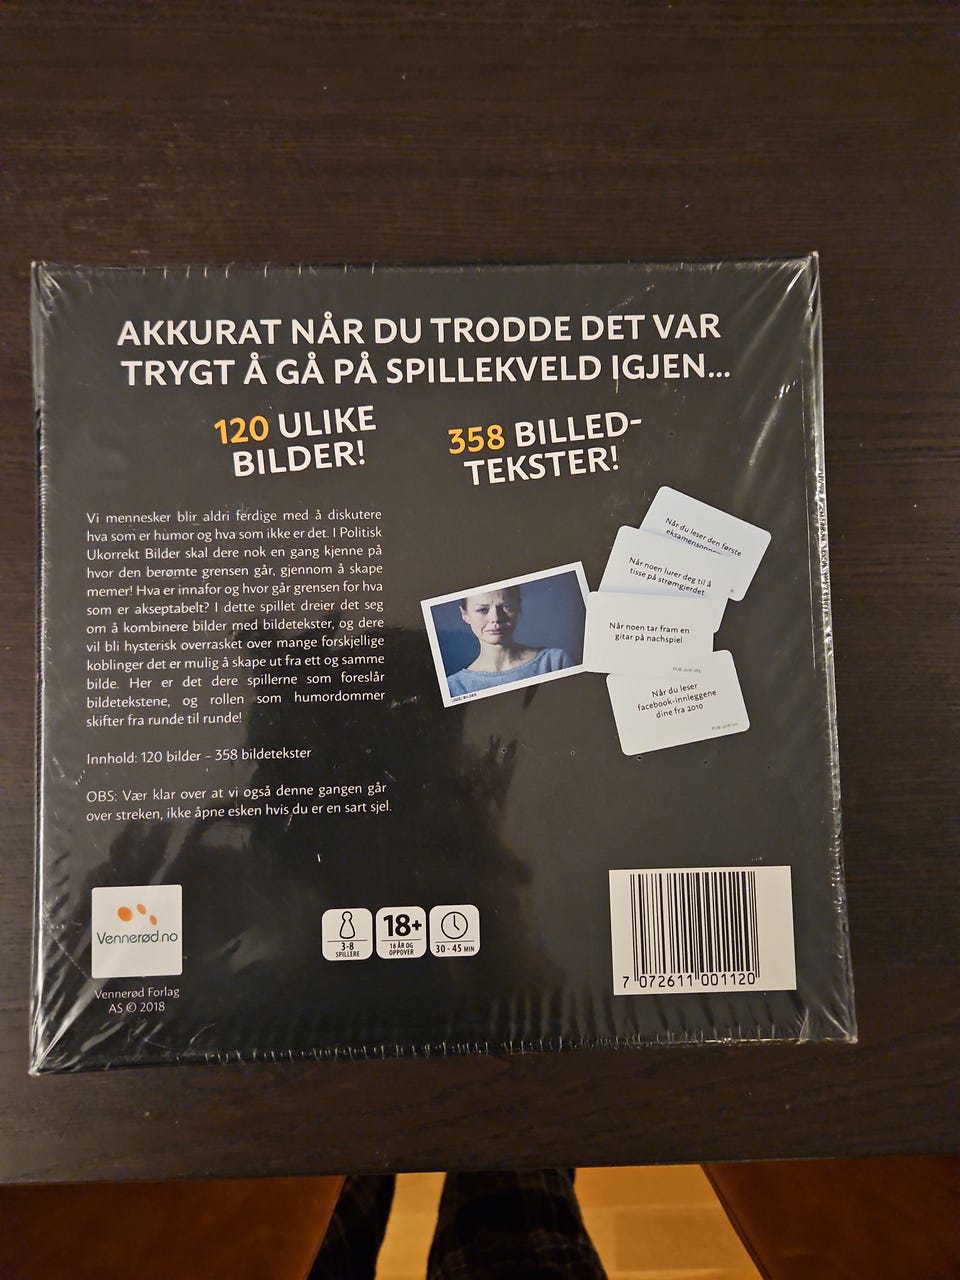 AKKURAT NÅR DU TRODDE DET VAR
TRYGT Å GÅ PÅ SPILLEKVELD IGJEN...
120 ULIKE
BILDER!
358 BILLED-
TEKSTER!
Vi mennesker blir aldri ferdige med å diskutere
hva som er humor og hva som ikke er det. I Politisk
Ukorrekt Bilder skal dere nok en gang kjenne på
hvor den berømte grensen går, gjennom å skape
memer! Hva er innafor og hvor går grensen for hva
som er akseptabelt? I dette spillet dreier det seg
om å kombinere bilder med bildetekster, og dere
vil bli hysterisk overrasket over mange forskjellige
koblinger det er mulig å skape ut fra ett og samme
bilde. Her er det dere spillerne som foreslår
bildetekstene, og rollen som humordommer
skifter fra runde til runde!
Innhold: 120 bilder – 358 bildetekster
OBS: Vær klar over at vi også denne gangen går
over streken, ikke åpne esken hvis du er en sart sjel.
Når du leser den første
Når noen lurer deg til å
tisse på strømgjerdet
Når noen tar fram en
gitar på nachspiel
Når du leser
facebook-innleggene
dine fra 2010
Vennerød.no
Vennerød Forlag
AS © 2018
3-8
SPILLERE
18+
18 ÅR OG
OPPOVER
30 - 45 MIN
7 072611 001120